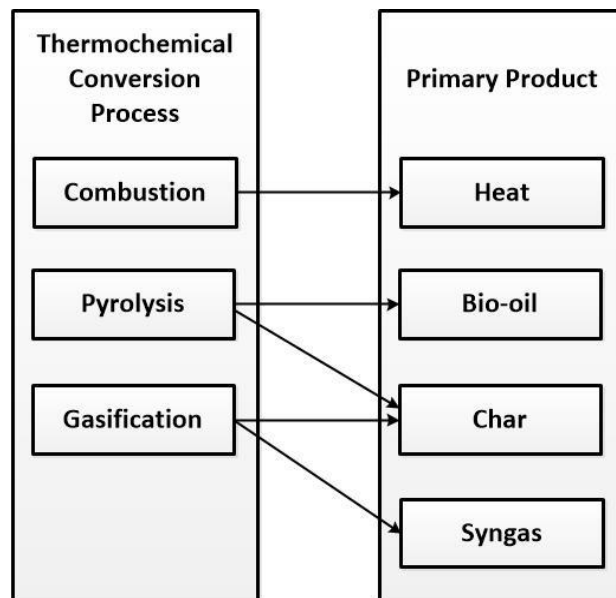 Thermochemical
Conversion
Process
Combustion
Pyrolysis
Gasification
Primary Product
Heat
Bio-oil
Char
Syngas